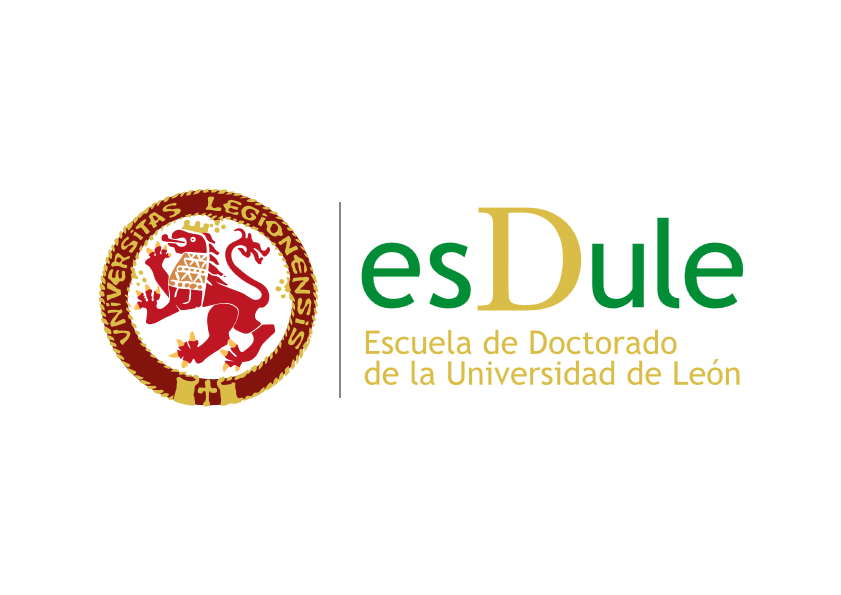 UNIVERSITAS LEGIONENSIS
esDule
Escuela de Doctorado
de la Universidad de León